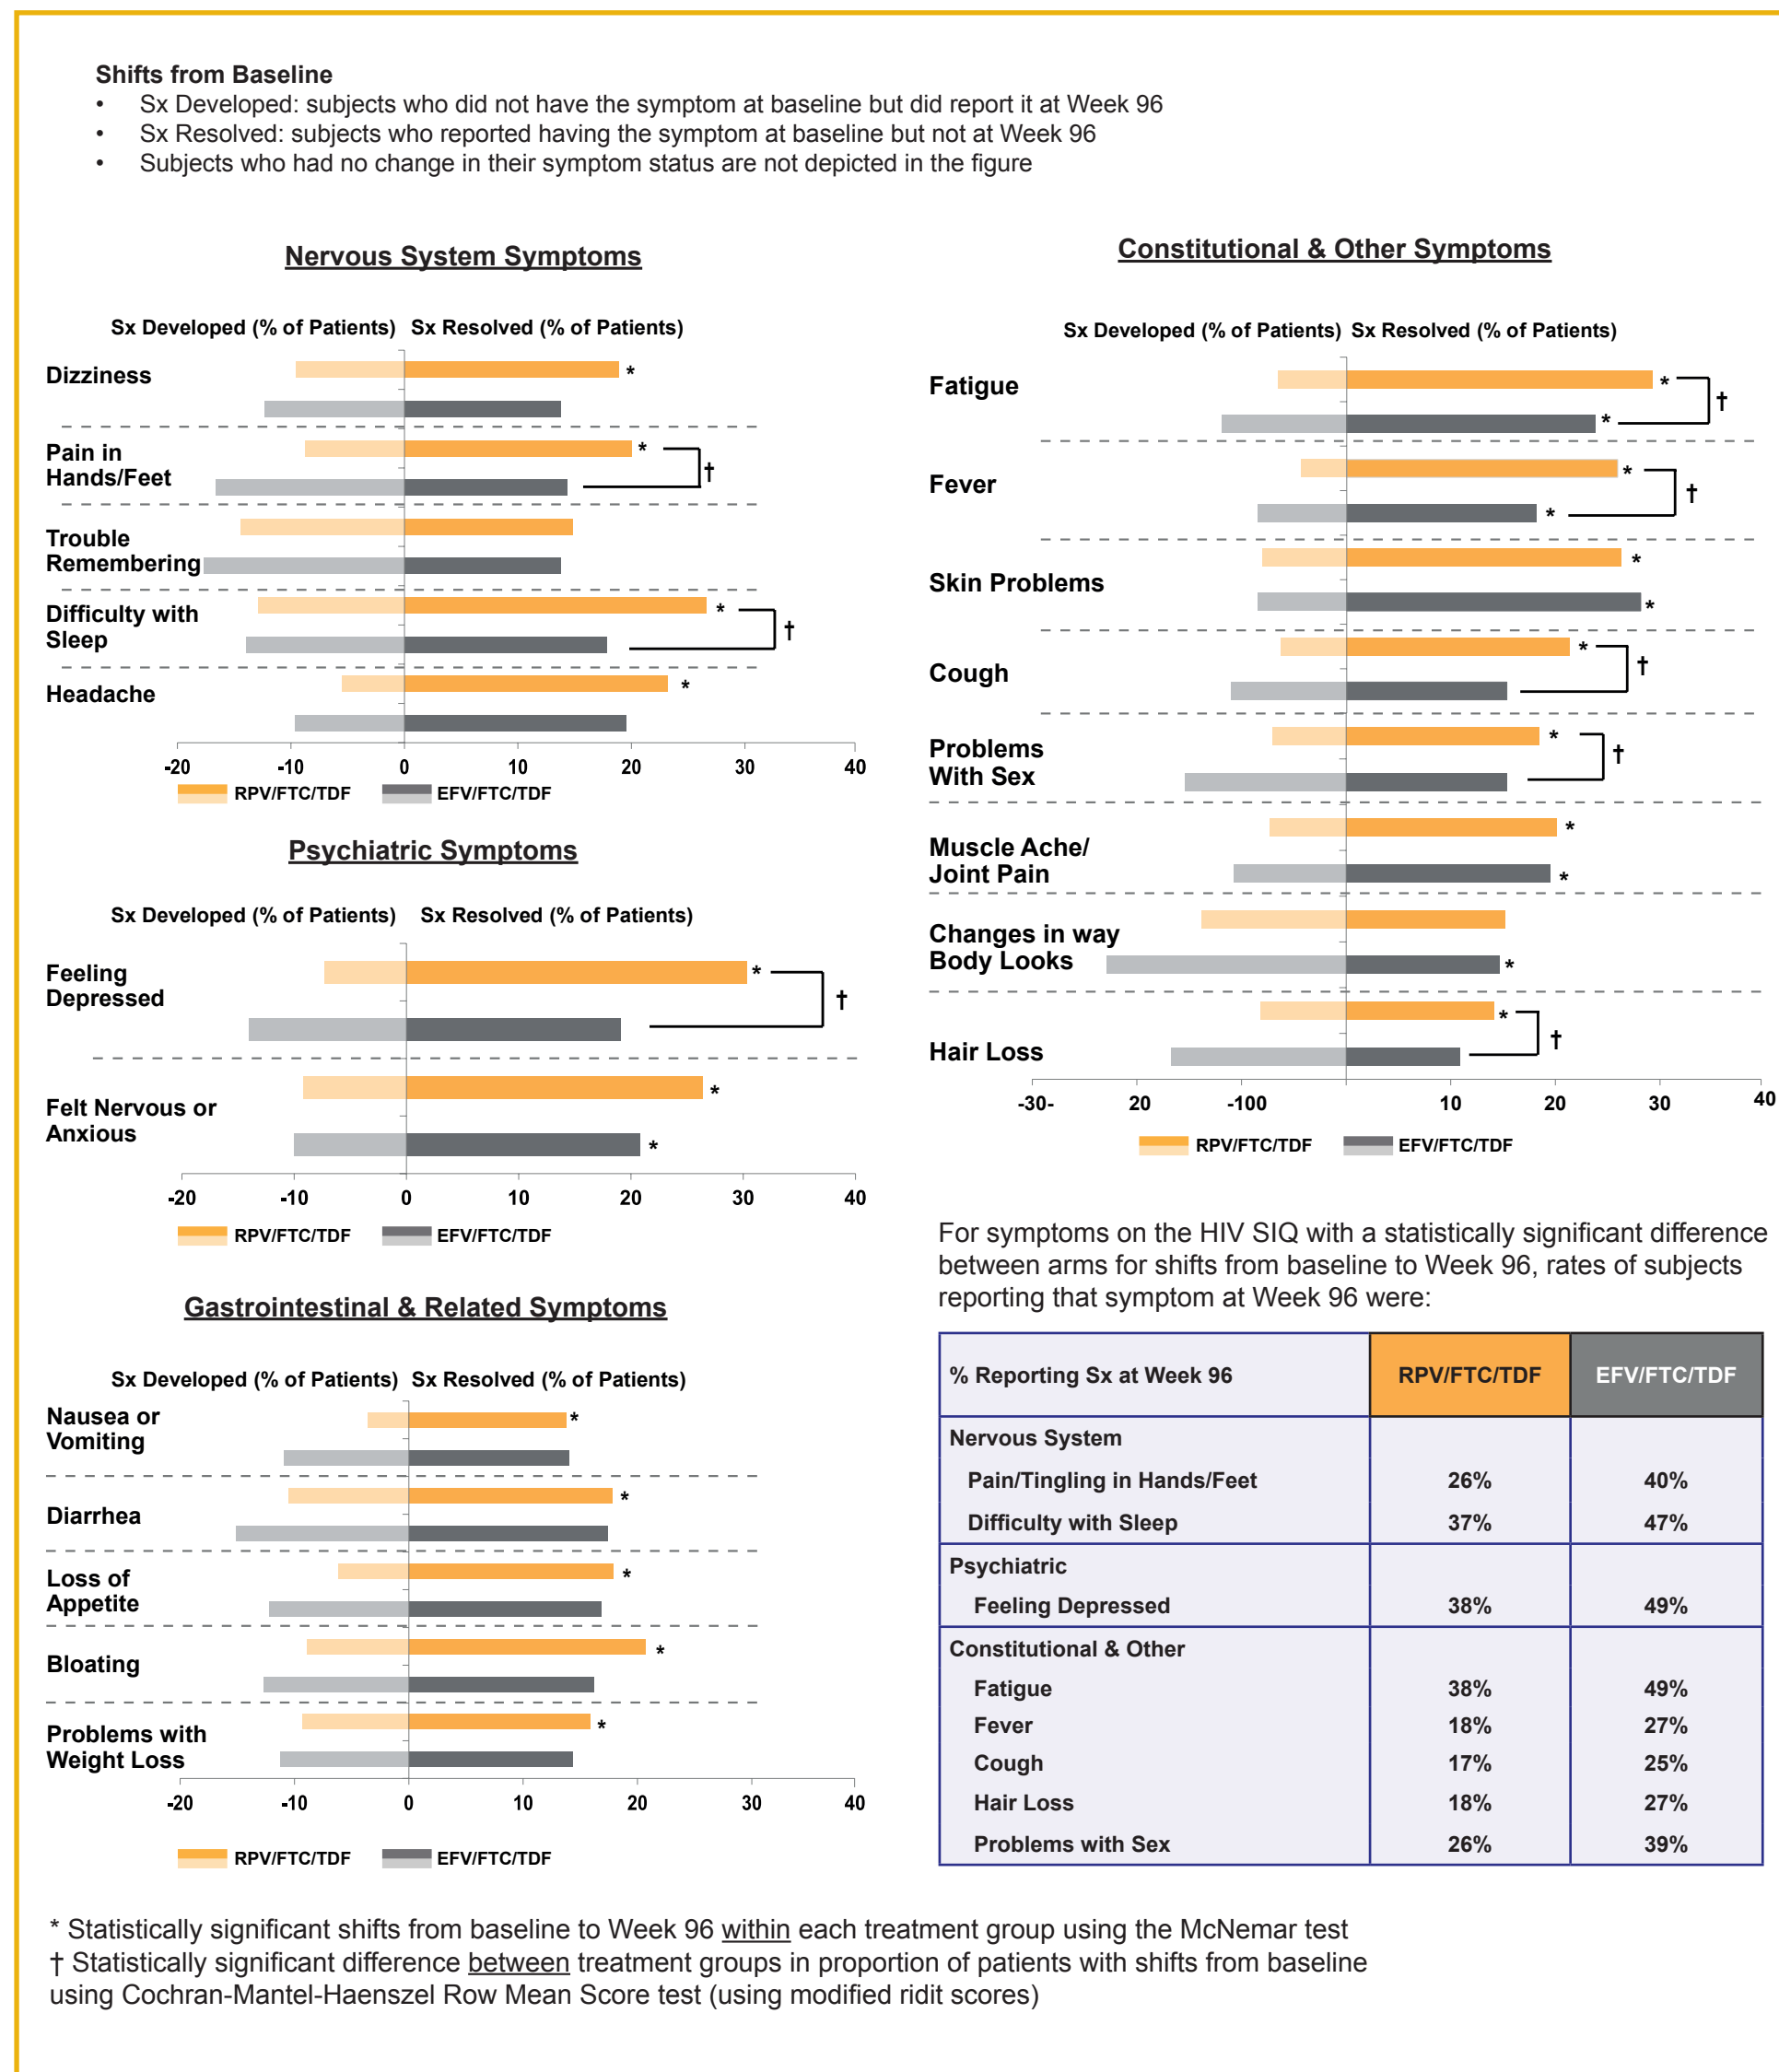 Shifts from Baseline
• Sx Developed: subjects who did not have the symptom at baseline but did report it at Week 96
• Sx Resolved: subjects who reported having the symptom at baseline but not at Week 96
• Subjects who had no change in their symptom status are not depicted in the figure
Nervous System Symptoms
Sx Developed (% of Patients) Sx Resolved (% of Patients)
Dizziness
*
Pain in
Hands/Feet
*
†
Trouble
Remembering
Difficulty with
Sleep
*
†
Headache
*
-20 -10 0 10 20 30 40
RPV/FTC/TDF EFV/FTC/TDF
Psychiatric Symptoms
Sx Developed (% of Patients) Sx Resolved (% of Patients)
Feeling
Depressed
*
†
Felt Nervous or
Anxious
*
*
-20 -10 0 10 20 30 40
RPV/FTC/TDF EFV/FTC/TDF
Gastrointestinal & Related Symptoms
Sx Developed (% of Patients) Sx Resolved (% of Patients)
Nausea or
Vomiting
*
Diarrhea
*
Loss of
Appetite
*
Bloating
*
Problems with
Weight Loss
*
-20 -10 0 10 20 30 40
RPV/FTC/TDF EFV/FTC/TDF
Constitutional & Other Symptoms
Sx Developed (% of Patients) Sx Resolved (% of Patients)
Fatigue
*
*
†
Fever
*
*
†
Skin Problems
*
*
Cough
*
†
Problems
With Sex
*
†
Muscle Ache/
Joint Pain
*
*
Changes in way
Body Looks
*
Hair Loss
*
†
-30- 20 -100 10 20 30 40
RPV/FTC/TDF EFV/FTC/TDF
For symptoms on the HIV SIQ with a statistically significant difference
between arms for shifts from baseline to Week 96, rates of subjects
reporting that symptom at Week 96 were:
% Reporting Sx at Week 96 RPV/FTC/TDF EFV/FTC/TDF
Nervous System
Pain/Tingling in Hands/Feet 26% 40%
Difficulty with Sleep 37% 47%
Psychiatric
Feeling Depressed 38% 49%
Constitutional & Other
Fatigue 38% 49%
Fever 18% 27%
Cough 17% 25%
Hair Loss 18% 27%
Problems with Sex 26% 39%
* Statistically significant shifts from baseline to Week 96 within each treatment group using the McNemar test
† Statistically significant difference between treatment groups in proportion of patients with shifts from baseline
using Cochran-Mantel-Haenszel Row Mean Score test (using modified ridit scores)